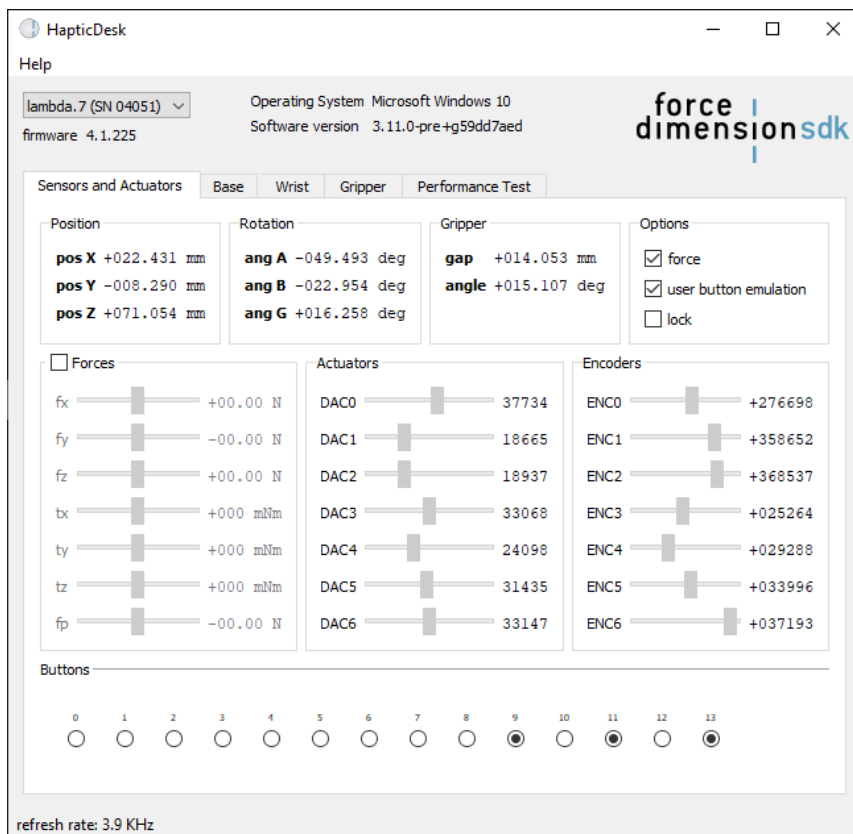 HapticDesk
Help
lambda.7 (SN 04051)
Operating System Microsoft Windows 10
firmware 4.1.225
Software version 3.11.0-pre+g59dd7aed
force
dimensionsdk
Sensors and Actuators Base Wrist Gripper Performance Test
Position Rotation Gripper Options
pos X +022.431 mm ang A -049.493 deg gap +014.053 mm force
pos Y -008.290 mm ang B -022.954 deg angle +015.107 deg user button emulation
pos Z +071.054 mm ang G +016.258 deg lock
Forces Actuators Encoders
fx +00.00 N DAC0 37734 ENC0 +276698
fy -00.00 N DAC1 18665 ENC1 +358652
fz +00.00 N DAC2 18937 ENC2 +368537
tx +000 mNm DAC3 33068 ENC3 +025264
ty +000 mNm DAC4 24098 ENC4 +029288
tz +000 mNm DAC5 31435 ENC5 +033996
fp -00.00 N DAC6 33147 ENC6 +037193
Buttons
0 1 2 3 4 5 6 7 8 9 10 11 12 13
refresh rate: 3.9 KHz